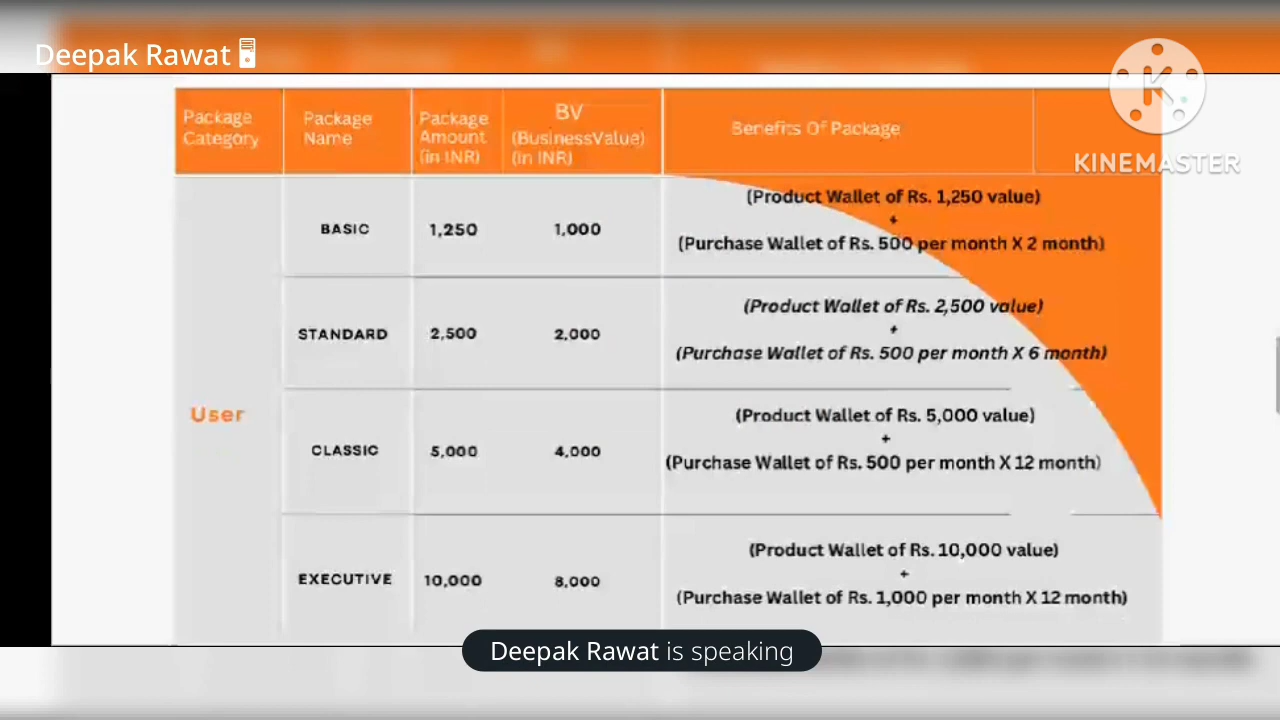 Deepak Rawat
KINEMASTER
Package Category
Package Name
Package Amount (in INR)
BV (BusinessValue) (in INR)
Benefits Of Package
User
BASIC
1,250
1,000
(Product Wallet of Rs. 1,250 value)
+
(Purchase Wallet of Rs. 500 per month X 2 month)
STANDARD
2,500
2,000
(Product Wallet of Rs. 2,500 value)
+
(Purchase Wallet of Rs. 500 per month X 6 month)
CLASSIC
5,000
4,000
(Product Wallet of Rs. 5,000 value)
+
(Purchase Wallet of Rs. 500 per month X 12 month)
EXECUTIVE
10,000
8,000
(Product Wallet of Rs. 10,000 value)
+
(Purchase Wallet of Rs. 1,000 per month X 12 month)
Deepak Rawat is speaking